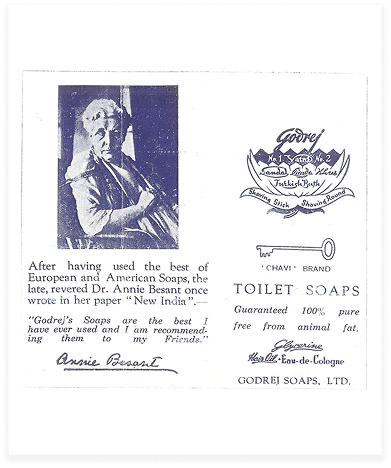 After having used the best of
European and American Soaps, the
late, revered Dr. Annie Besant once
wrote in her paper "New India".—
"Godrej's Soaps are the best I
have ever used and I am recommend-
ing them to my Friends."
Annie Besant
Godrej
No. 1 Vatni No. 2
Sandal Limda Khus
Turkish Bath
Shaving Stick Shaving Round
'CHAVI' BRAND
TOILET SOAPS
Guaranteed 100% pure
free from animal fat.
Glycerine
Hair Oil. Eau-de-Cologne
GODREJ SOAPS, LTD.